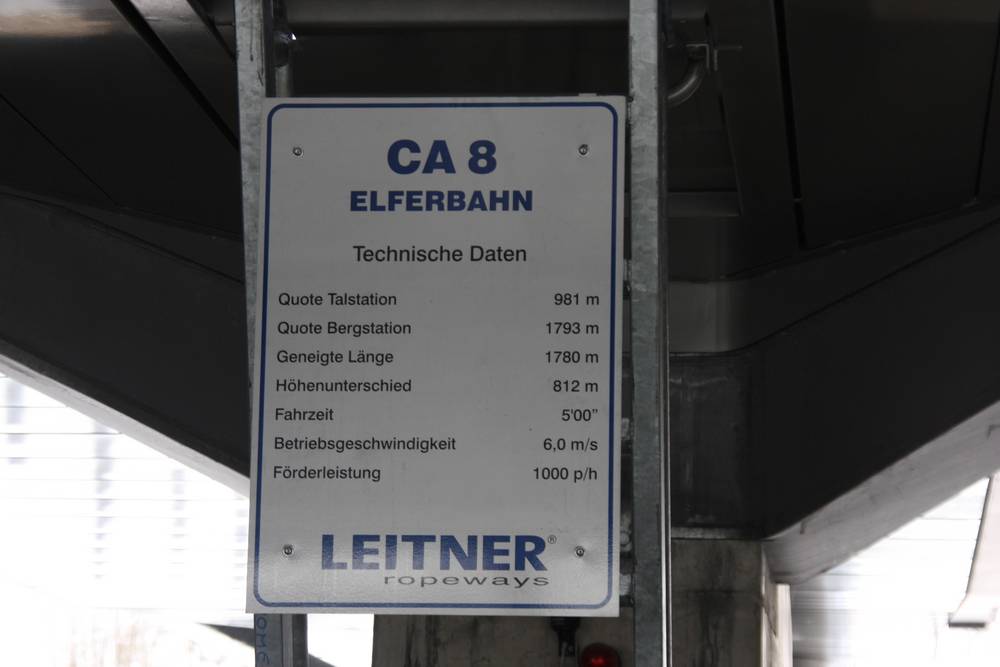 CA 8
ELFERBAHN
Technische Daten
Quote Talstation 981 m
Quote Bergstation 1793 m
Geneigte Länge 1780 m
Höhenunterschied 812 m
Fahrzeit 5'00”
Betriebsgeschwindigkeit 6,0 m/s
Förderleistung 1000 p/h
LEITNER®
ropeways